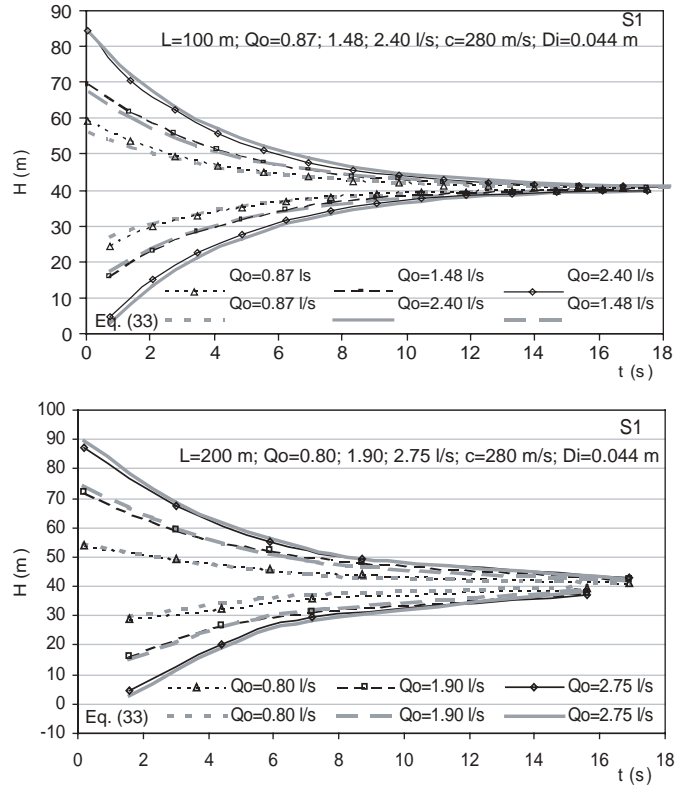 S1
L=100 m; Qo=0.87; 1.48; 2.40 l/s; c=280 m/s; Di=0.044 m
H (m)
90
80
70
60
50
40
30
20
10
0
Qo=0.87 ls Qo=1.48 l/s Qo=2.40 l/s
Qo=0.87 l/s Qo=2.40 l/s Qo=1.48 l/s
Eq. (33)
0 2 4 6 8 10 12 14 16 18
t (s)
S1
L=200 m; Qo=0.80; 1.90; 2.75 l/s; c=280 m/s; Di=0.044 m
H (m)
100
90
80
70
60
50
40
30
20
10
0
-10
Qo=0.80 l/s Qo=1.90 l/s Qo=2.75 l/s
Eq. (33) Qo=0.80 l/s Qo=1.90 l/s Qo=2.75 l/s
0 2 4 6 8 10 12 14 16 18
t (s)